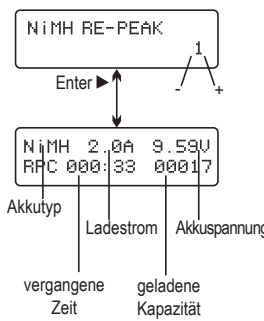 NiMH RE-PEAK
1
Enter ▶
- +
NiMH 2.0A 9.59V
RPC 000:33 00017
Akkutyp
Ladestrom Akkuspannung
vergangene geladene
Zeit Kapazität